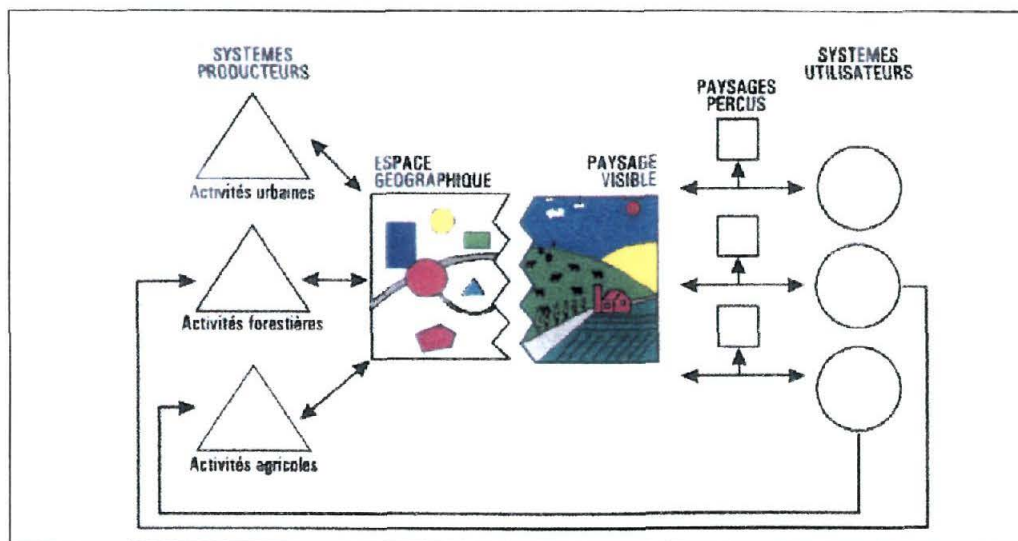 SYSTEMES
PRODUCTEURS
Activités urbaines
Activités forestières
Activités agricoles
ESPACE
GEOGRAPHIQUE
PAYSAGE
VISIBLE
PAYSAGES
PERCUS
SYSTEMES
UTILISATEURS